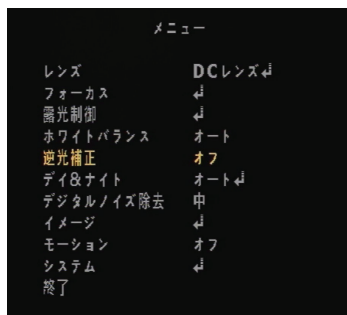 メニュー
レンズ DCレンズ↲
フォーカス ↲
露光制御 ↲
ホワイトバランス オート
逆光補正 オフ
デイ&ナイト オート↲
デジタルノイズ除去 中
イメージ ↲
モーション オフ
システム ↲
終了